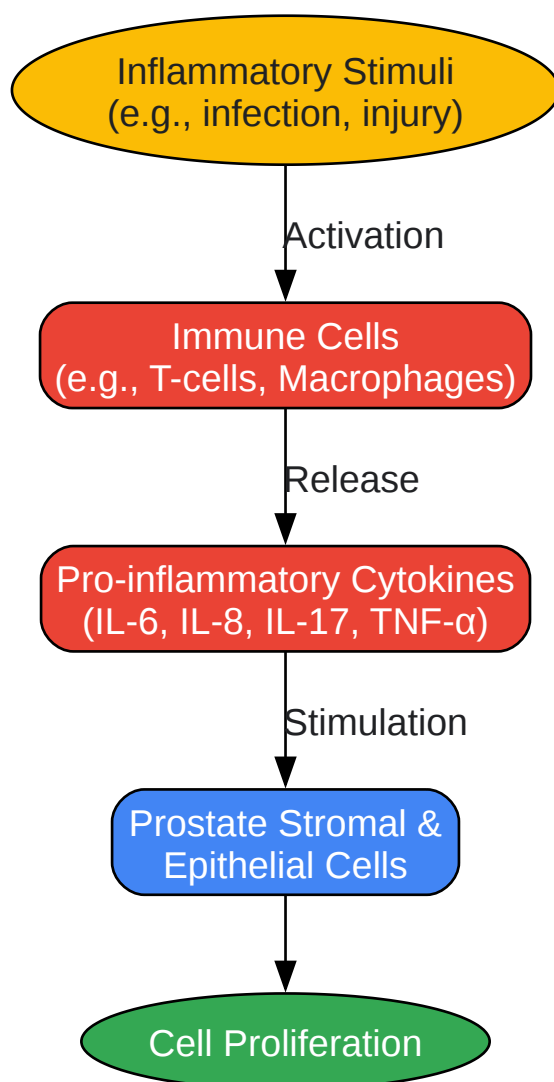 Inflammatory Stimuli
(e.g., infection, injury)
Activation
Immune Cells
(e.g., T-cells, Macrophages)
Release
Pro-inflammatory Cytokines
(IL-6, IL-8, IL-17, TNF-α)
Stimulation
Prostate Stromal &
Epithelial Cells
Cell Proliferation